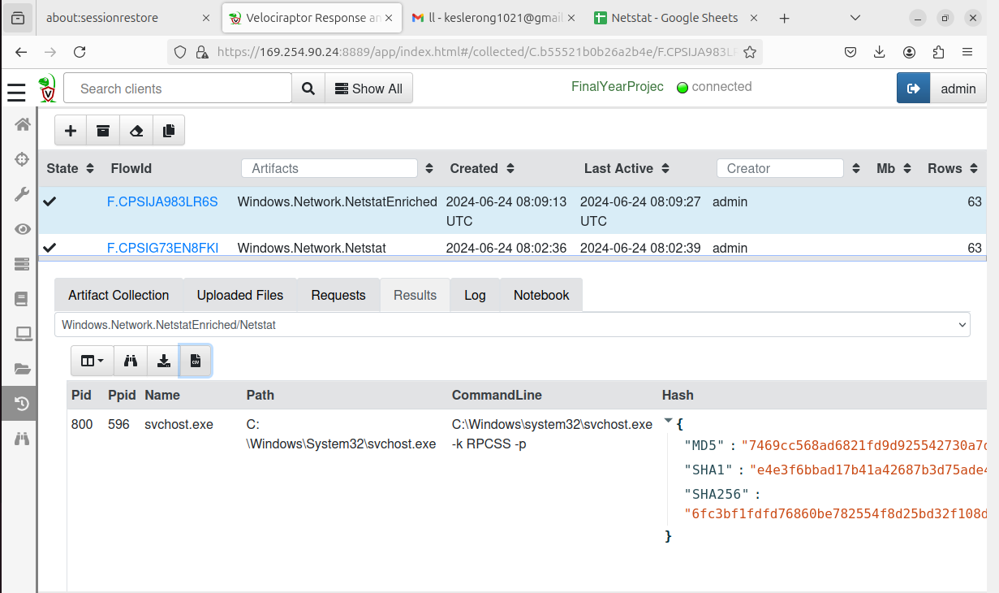 about:sessionrestore
Velociraptor Response an
ll - keslerong1021@gmail
Netstat - Google Sheets
https://169.254.90.24:8889/app/index.html#/collected/C.b55521b0b26a2b4e/F.CPSIJA983L
Search clients
Show All
FinalYearProjec
connected
admin
State FlowId Artifacts Created Last Active Creator Mb Rows
F.CPSIJA983LR6S Windows.Network.NetstatEnriched 2024-06-24 08:09:13 2024-06-24 08:09:27 admin 63
UTC UTC
F.CPSIG73EN8FKI Windows.Network.Netstat 2024-06-24 08:02:36 2024-06-24 08:02:39 admin 63
Artifact Collection Uploaded Files Requests Results Log Notebook
Windows.Network.NetstatEnriched/Netstat
CSV
Pid Ppid Name Path CommandLine Hash
800 596 svchost.exe C: C:\Windows\system32\svchost.exe {
\Windows\System32\svchost.exe -k RPCSS -p
"MD5" : "7469cc568ad6821fd9d925542730a7
"SHA1" : "e4e3f6bbad17b41a42687b3d75ade
"SHA256" :
"6fc3bf1fdfd76860be782554f8d25bd32f108d
}